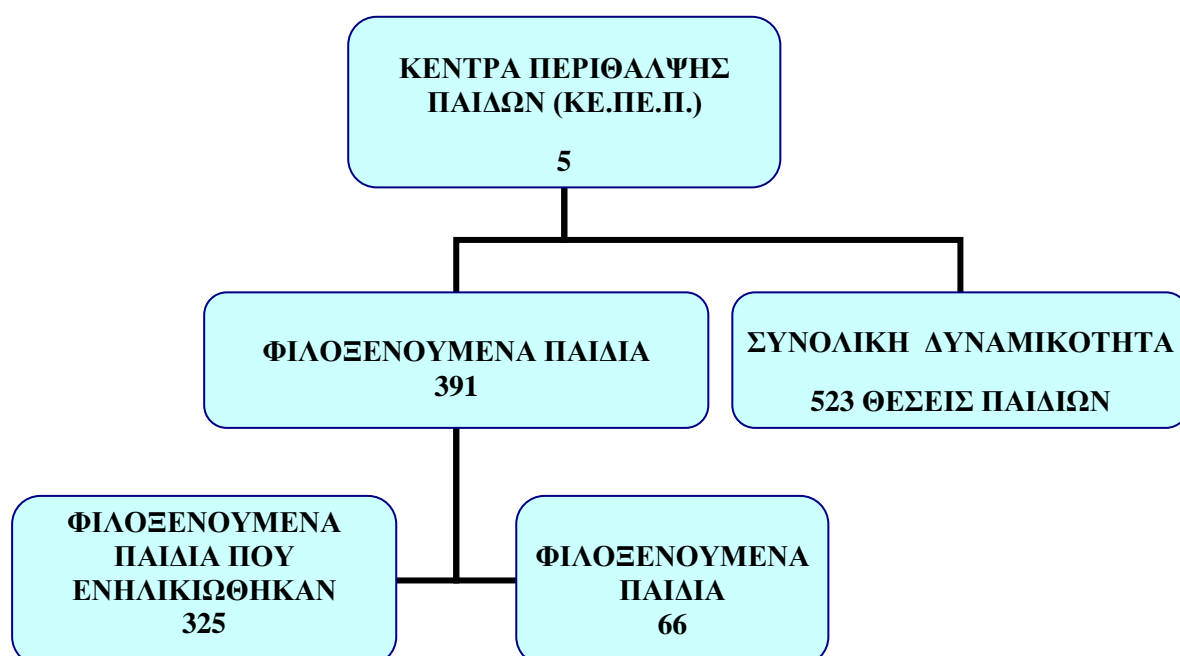 ΚΕΝΤΡΑ ΠΕΡΙΘΑΛΨΗΣ
ΠΑΙΔΩΝ (ΚΕ.ΠΕ.Π.)
5
ΦΙΛΟΞΕΝΟΥΜΕΝΑ ΠΑΙΔΙΑ
391
ΣΥΝΟΛΙΚΗ ΔΥΝΑΜΙΚΟΤΗΤΑ
523 ΘΕΣΕΙΣ ΠΑΙΔΙΩΝ
ΦΙΛΟΞΕΝΟΥΜΕΝΑ
ΠΑΙΔΙΑ ΠΟΥ
ΕΝΗΛΙΚΙΩΘΗΚΑΝ
325
ΦΙΛΟΞΕΝΟΥΜΕΝΑ
ΠΑΙΔΙΑ
66